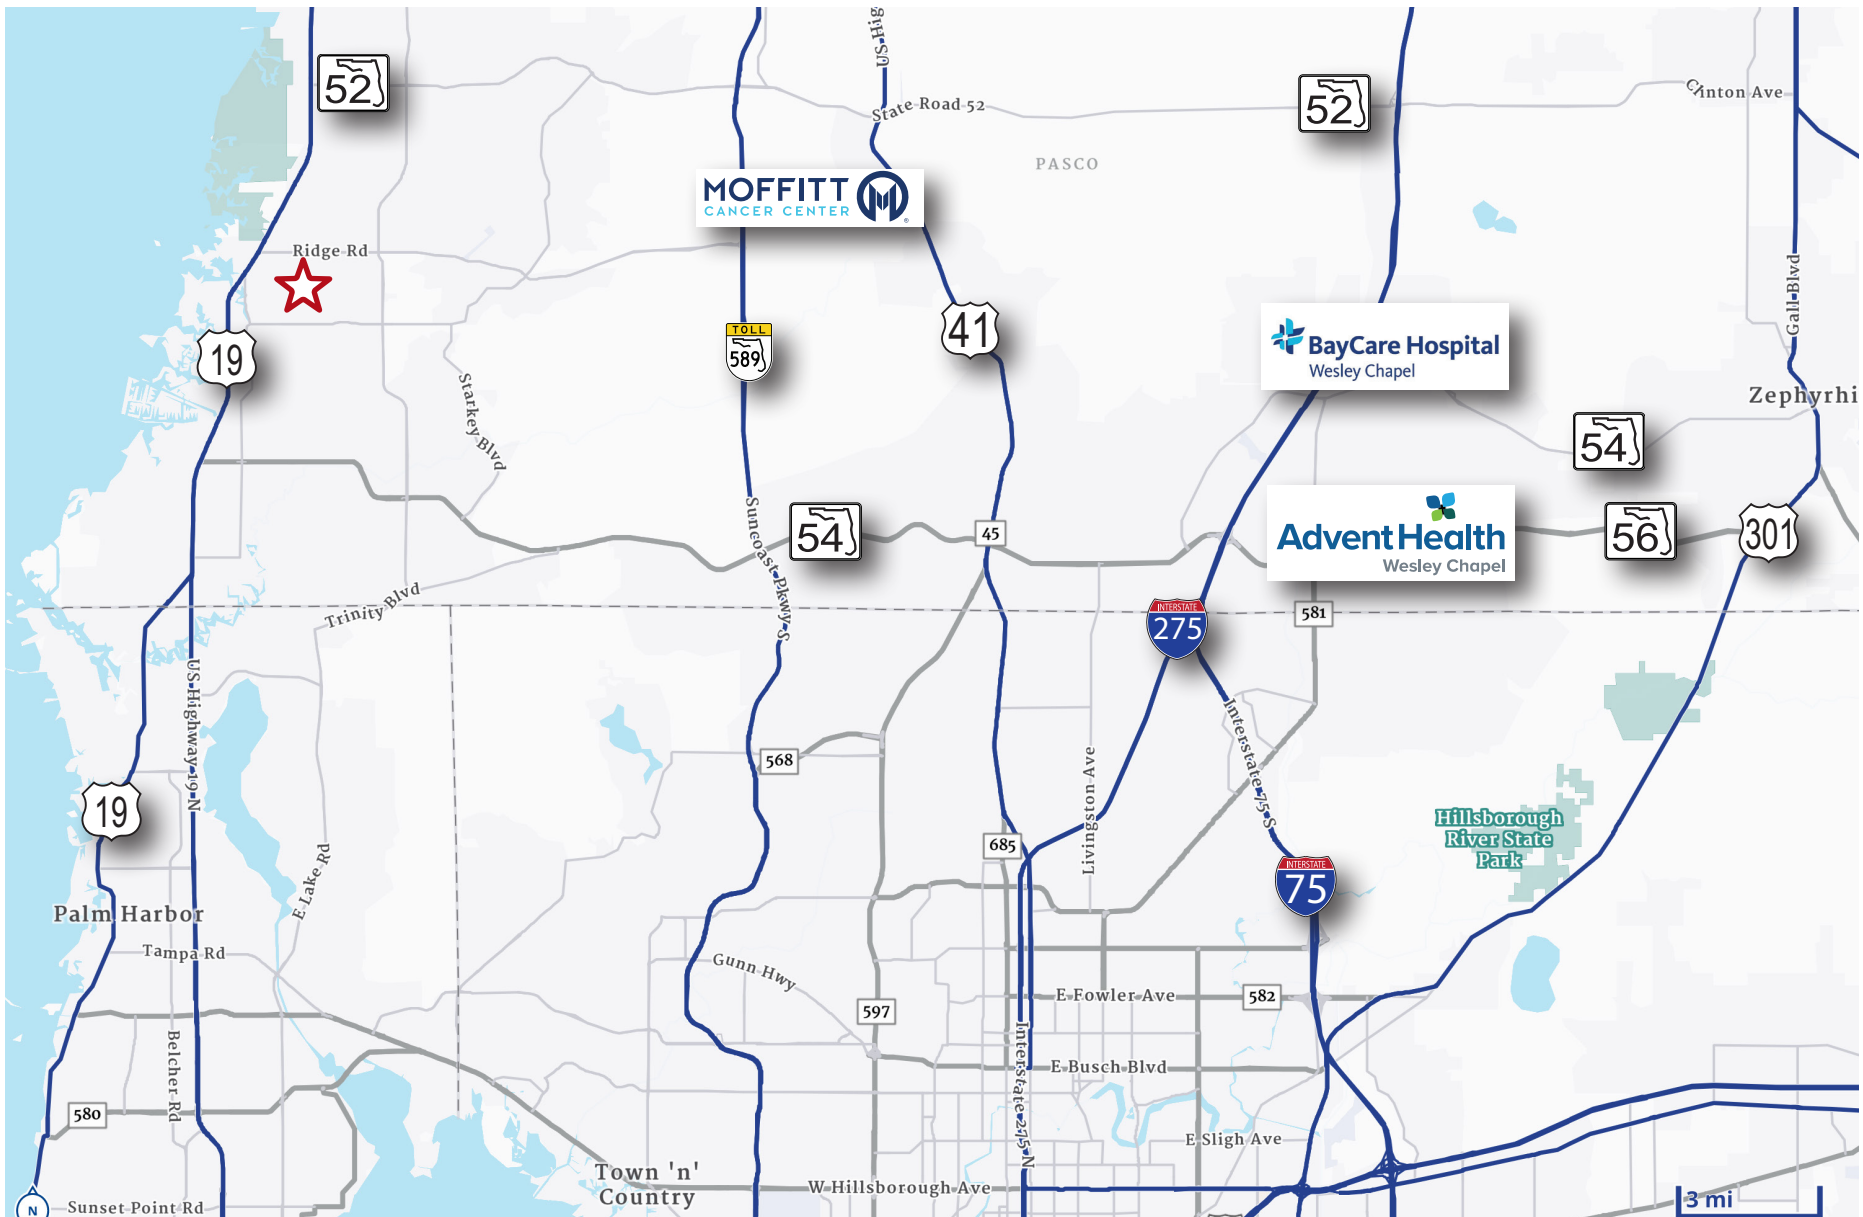 52
US Hig
52
Clinton Ave
State Road 52
PASCO
MOFFITT
CANCER CENTER
Ridge Rd
Gall Blvd
19
TOLL
589
41
BayCare Hospital
Wesley Chapel
Zephyrhi
Starkey Blvd
54
54
45
AdventHealth
Wesley Chapel
56
301
Suncoast Pkwy S
Trinity Blvd
275
INTERSTATE
581
US Highway 19 N
568
19
Livingston Ave
Interstate 75 S
Hillsborough
River State
Park
685
E Lake Rd
INTERSTATE
75
Palm Harbor
Tampa Rd
Gunn Hwy
E Fowler Ave
582
597
Belcher Rd
Interstate 275 N
E Busch Blvd
580
E Sligh Ave
Town 'n'
Country
W Hillsborough Ave
3 mi
N
Sunset Point Rd